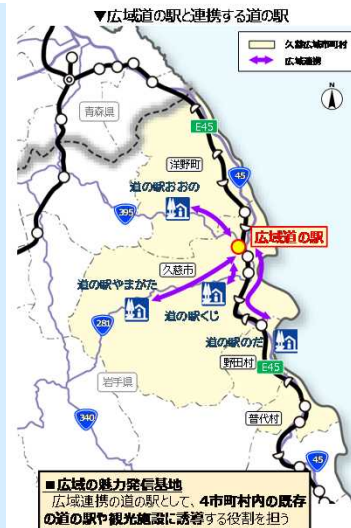 ▼広域道の駅と連携する道の駅
久慈広域市町村
広域連携
N
青森県
E45
洋野町
45
道の駅おおの
395
広域道の駅
久慈市
道の駅やまがた
道の駅くじ
281
道の駅のだ
野田村
E45
岩手県
45
340
普代村
■広域の魅力発信基地
広域連携の道の駅として、4市町村内の既存
の道の駅や観光施設に誘導する役割を担う